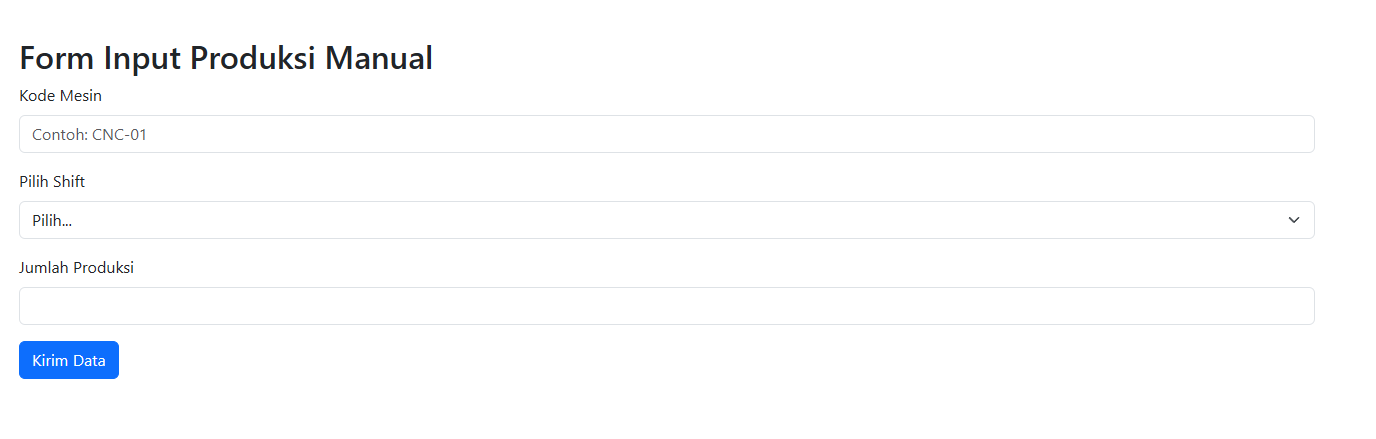 Form Input Produksi Manual
Kode Mesin
Contoh: CNC-01
Pilih Shift
Pilih...
Jumlah Produksi
Kirim Data